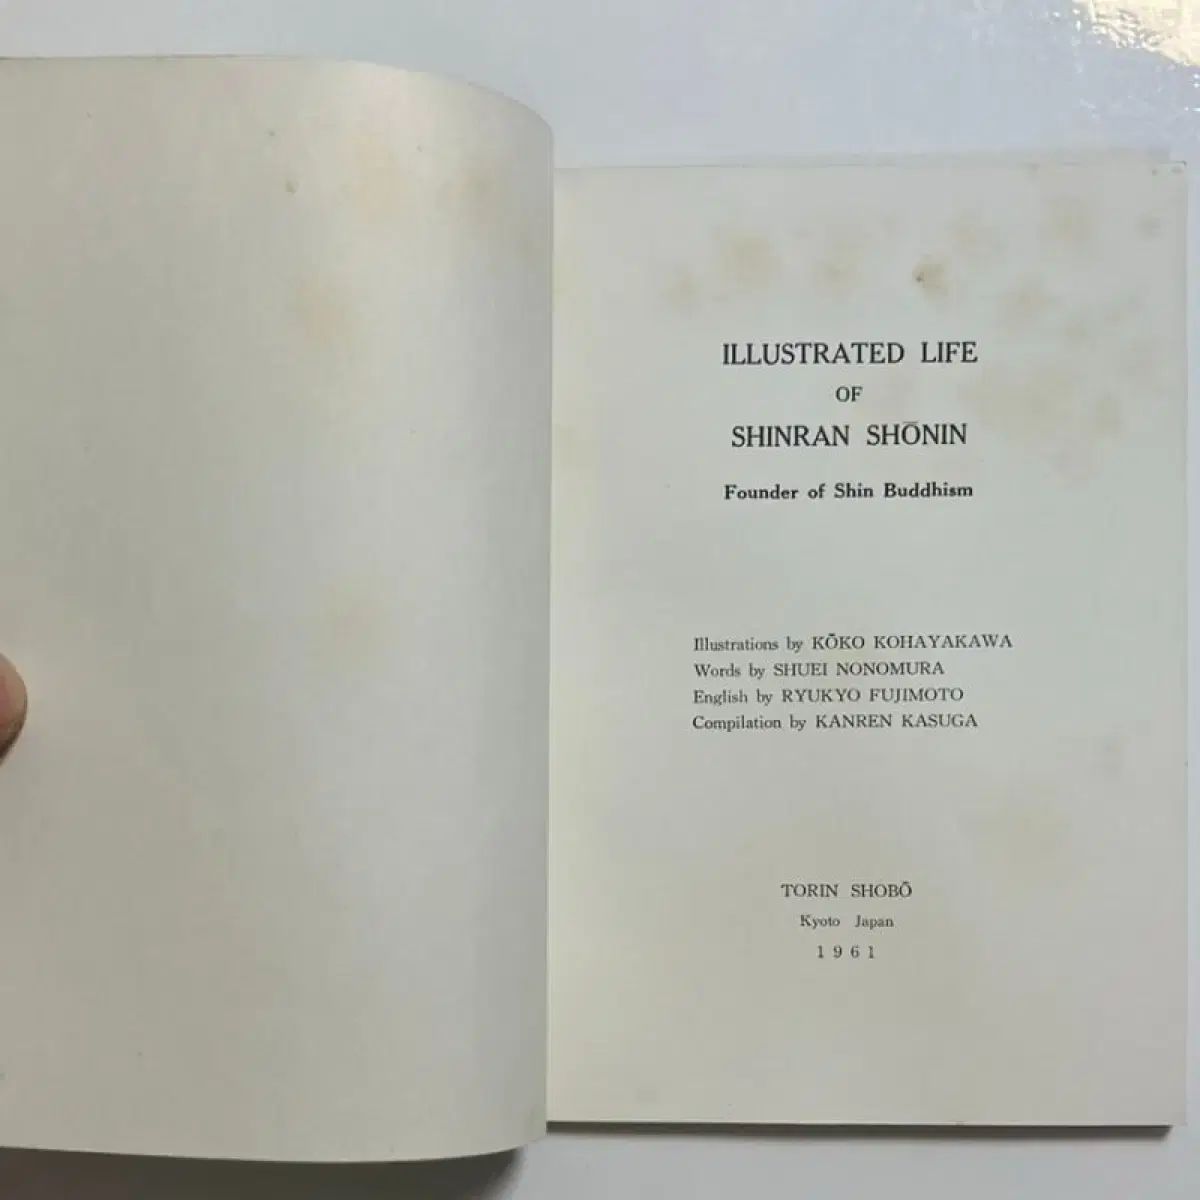 ILLUSTRATED LIFE
OF
SHINRAN SHŌNIN
Founder of Shin Buddhism
Illustrations by KŌKO KOHAYAKAWA
Words by SHUEI NONOMURA
English by RYUKYO FUJIMOTO
Compilation by KANREN KASUGA
TORIN SHOBŌ
Kyoto Japan
1961